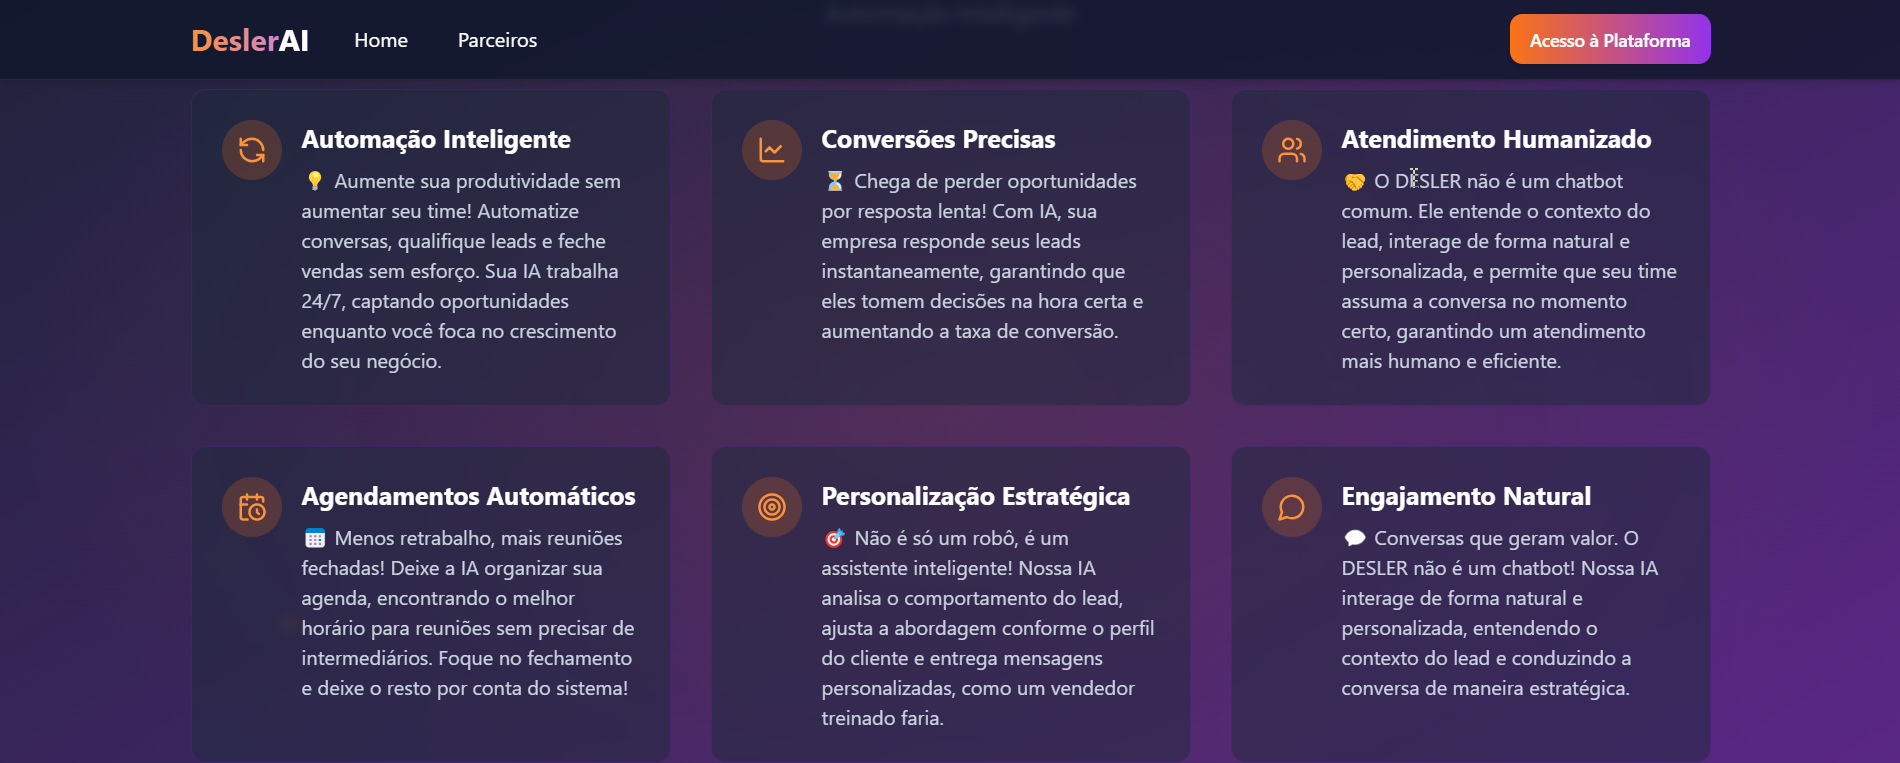 Automação Inteligente
DeslerAI
Home
Parceiros
Acesso à Plataforma
Automação Inteligente
💡 Aumente sua produtividade sem
aumentar seu time! Automatize
conversas, qualifique leads e feche
vendas sem esforço. Sua IA trabalha
24/7, captando oportunidades
enquanto você foca no crescimento
do seu negócio.
Conversões Precisas
⏳ Chega de perder oportunidades
por resposta lenta! Com IA, sua
empresa responde seus leads
instantaneamente, garantindo que
eles tomem decisões na hora certa e
aumentando a taxa de conversão.
Atendimento Humanizado
🤝 O DESLER não é um chatbot
comum. Ele entende o contexto do
lead, interage de forma natural e
personalizada, e permite que seu time
assuma a conversa no momento
certo, garantindo um atendimento
mais humano e eficiente.
Agendamentos Automáticos
📅 Menos retrabalho, mais reuniões
fechadas! Deixe a IA organizar sua
agenda, encontrando o melhor
horário para reuniões sem precisar de
intermediários. Foque no fechamento
e deixe o resto por conta do sistema!
Personalização Estratégica
🎯 Não é só um robô, é um
assistente inteligente! Nossa IA
analisa o comportamento do lead,
ajusta a abordagem conforme o perfil
do cliente e entrega mensagens
personalizadas, como um vendedor
treinado faria.
Engajamento Natural
💬 Conversas que geram valor. O
DESLER não é um chatbot! Nossa IA
interage de forma natural e
personalizada, entendendo o
contexto do lead e conduzindo a
conversa de maneira estratégica.